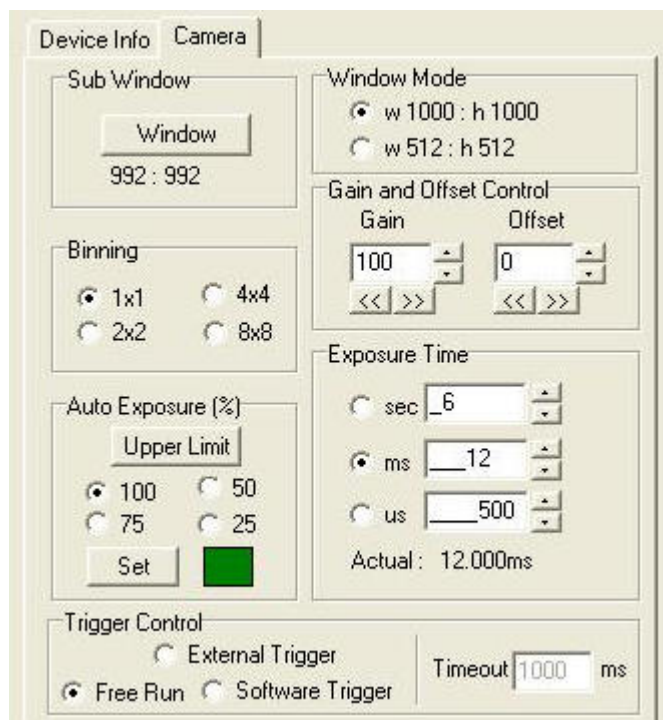 Device Info Camera
Sub Window
Window
992 : 992
Window Mode
w 1000 : h 1000
w 512 : h 512
Gain and Offset Control
Gain Offset
100 0
<< >> << >>
Binning
1x1 4x4
2x2 8x8
Exposure Time
sec _6
ms ___12
us ____500
Actual : 12.000ms
Auto Exposure (%)
Upper Limit
100 50
75 25
Set
Trigger Control
External Trigger
Free Run Software Trigger
Timeout 1000 ms